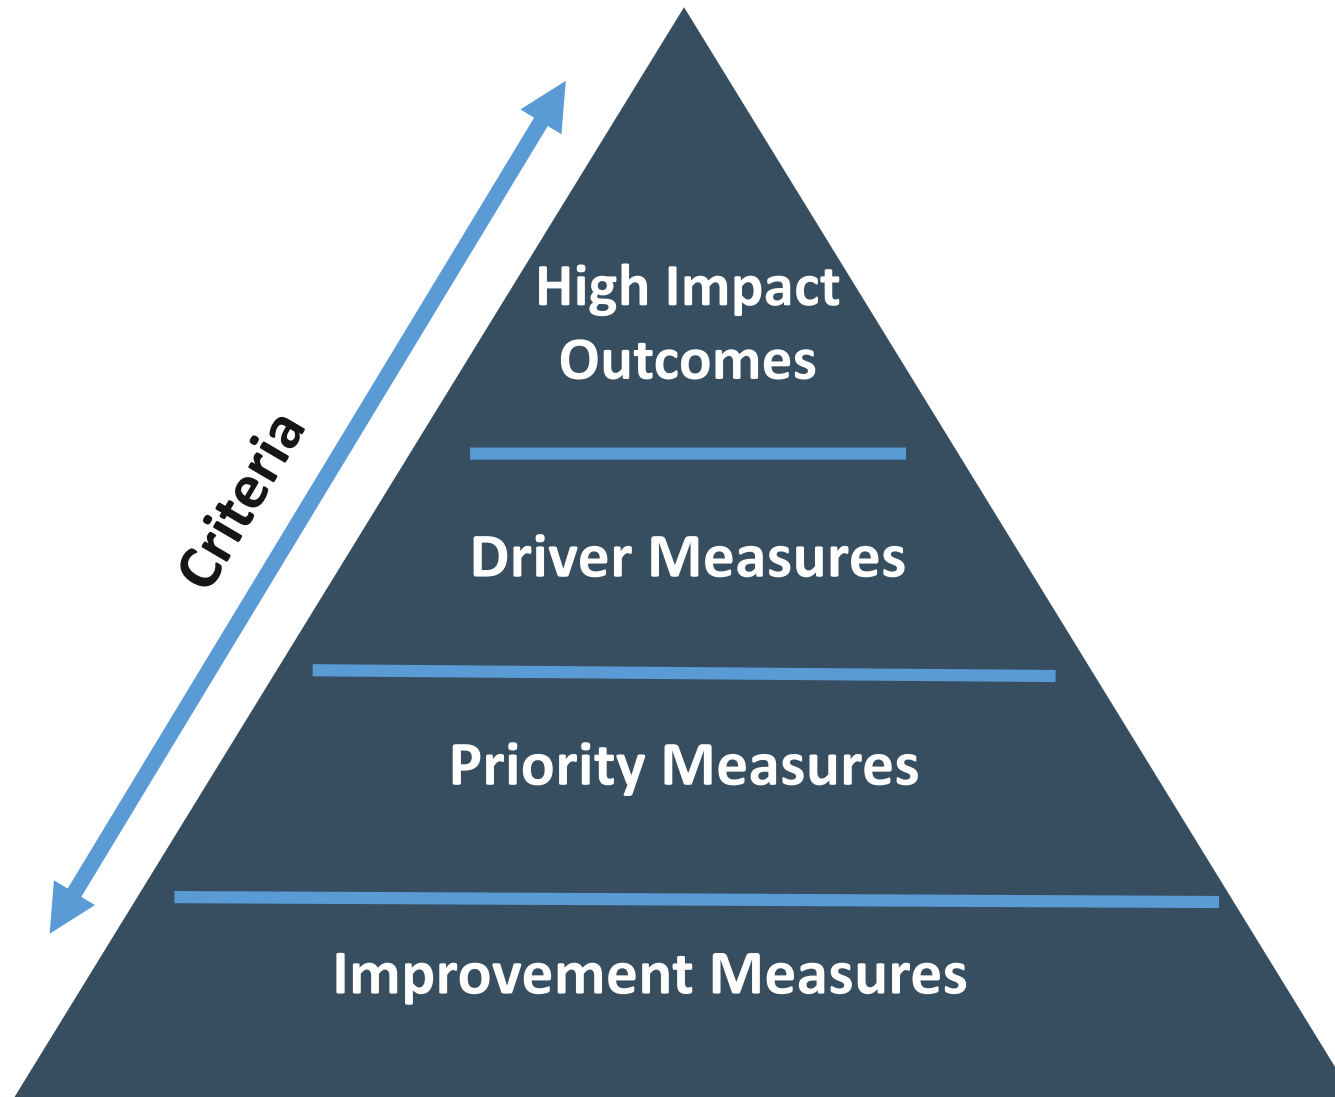 High Impact
Outcomes
Criteria
Driver Measures
Priority Measures
Improvement Measures